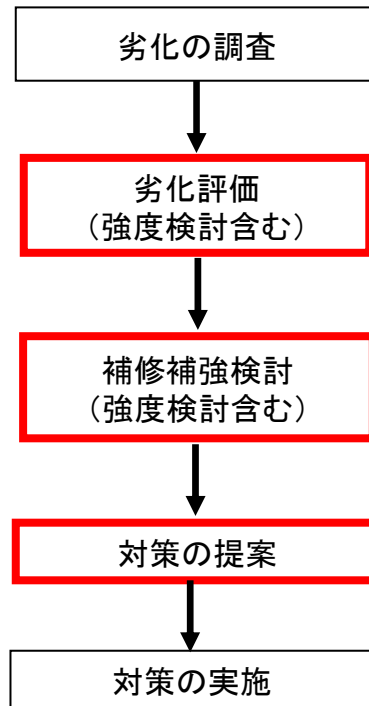 劣化の調査
劣化評価
（強度検討含む）
補修補強検討
（強度検討含む）
対策の提案
対策の実施